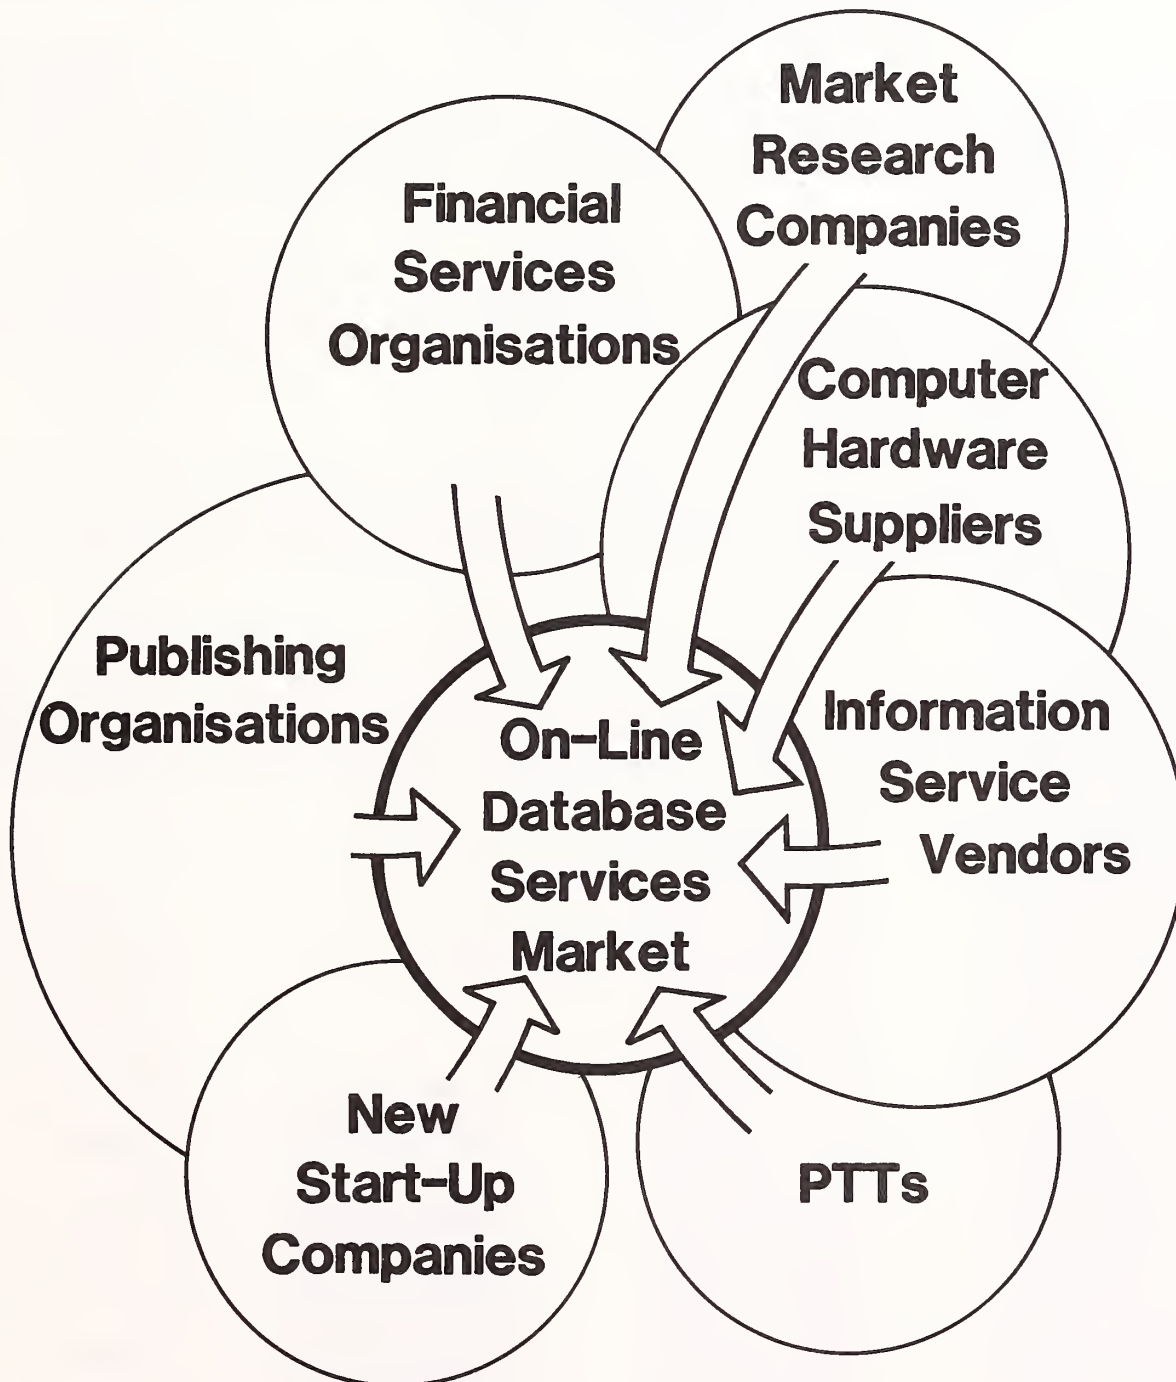 Market
Research
Companies
Financial
Services
Organisations
Computer
Hardware
Suppliers
Publishing
Organisations
Information
Service
Vendors
On-Line
Database
Services
Market
New
Start-Up
Companies
PTTs